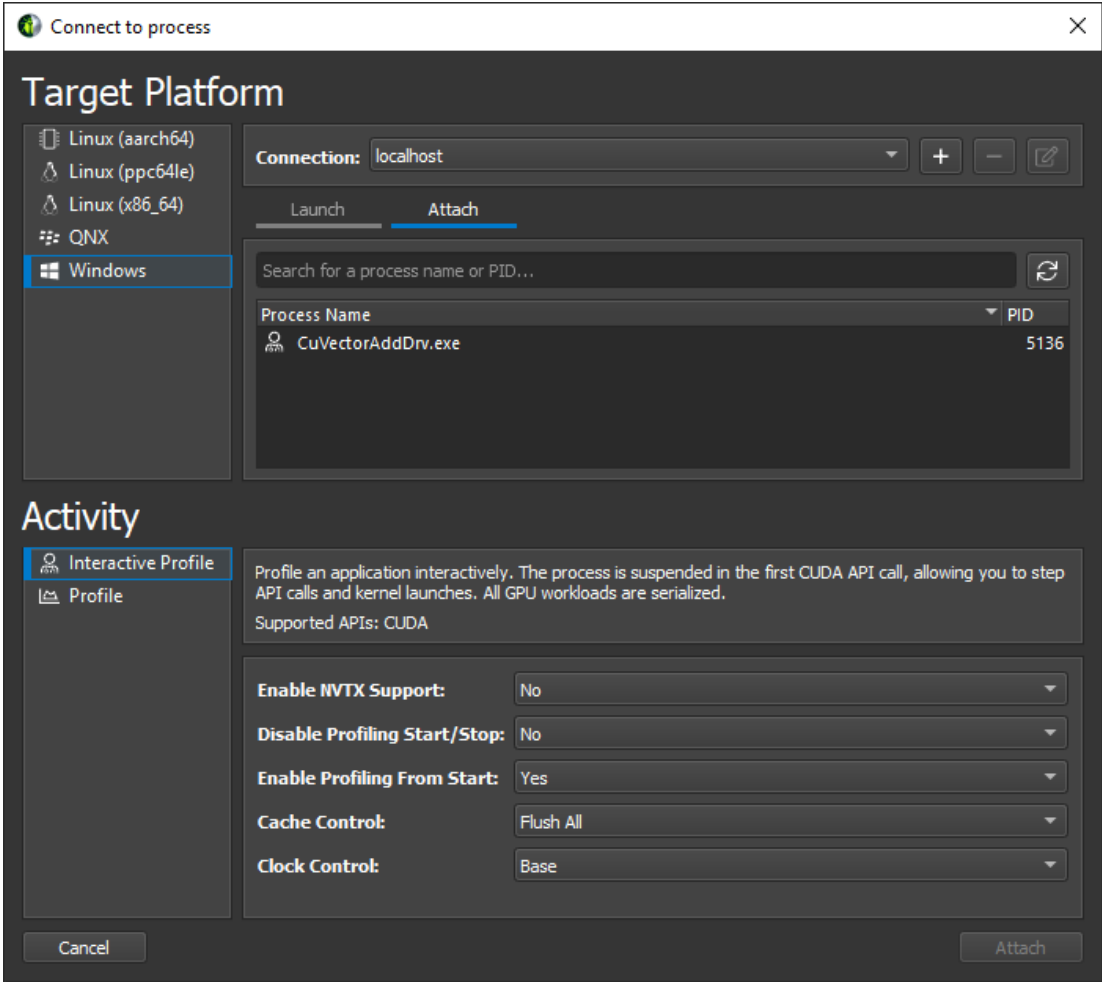 Connect to process
Target Platform
Linux (aarch64)
Linux (ppc64le)
Linux (x86_64)
QNX
Windows
Connection: localhost
Launch Attach
Search for a process name or PID...
Process Name PID
CuVectorAddDrv.exe 5136
Activity
Interactive Profile
Profile
Profile an application interactively. The process is suspended in the first CUDA API call, allowing you to step
API calls and kernel launches. All GPU workloads are serialized.
Supported APIs: CUDA
Enable NVTX Support: No
Disable Profiling Start/Stop: No
Enable Profiling From Start: Yes
Cache Control: Flush All
Clock Control: Base
Cancel Attach